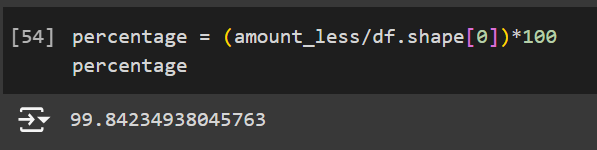 [54] percentage = (amount_less/df.shape[0])*100
percentage
99.84234938045763